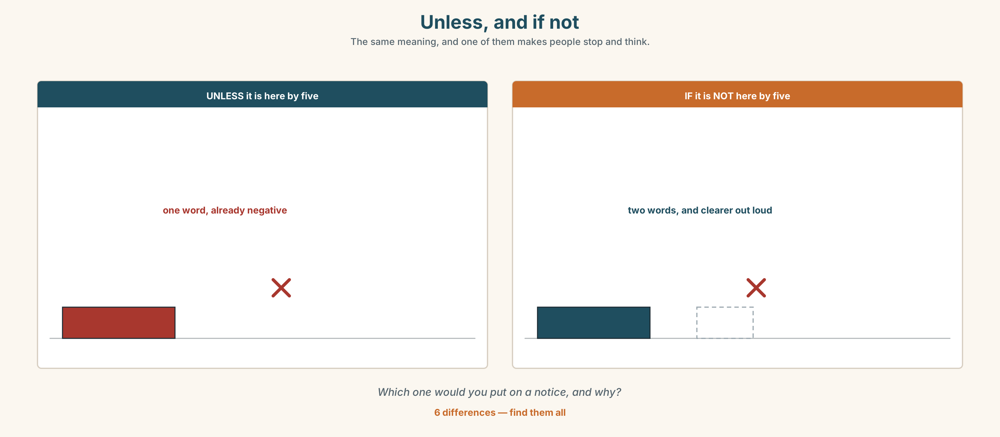 Unless, and if not
The same meaning, and one of them makes people stop and think.
UNLESS it is here by five
one word, already negative
IF it is NOT here by five
two words, and clearer out loud
Which one would you put on a notice, and why?
6 differences — find them all